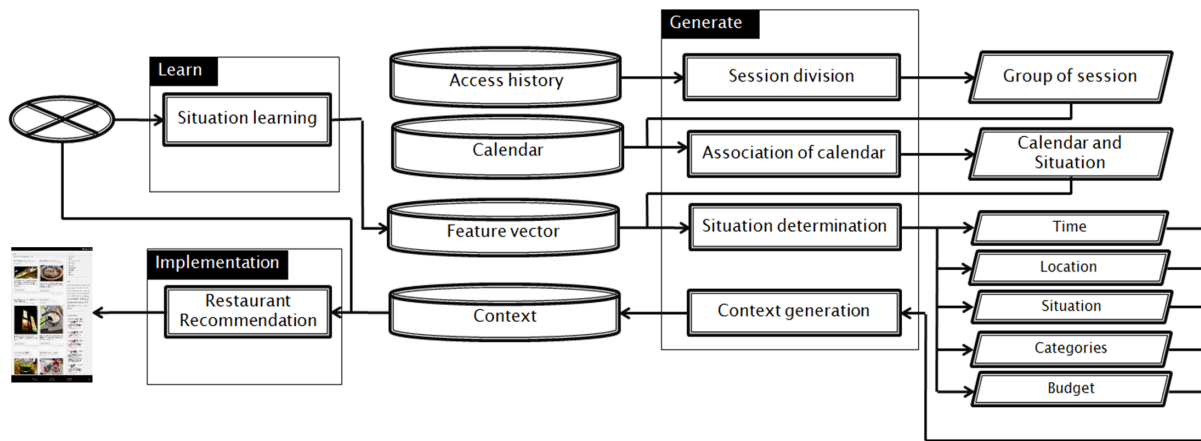 Generate
Learn
Access history
Session division
Group of session
Situation learning
Calendar
Association of calendar
Calendar and
Situation
Feature vector
Situation determination
Time
Location
Implementation
Restaurant
Recommendation
Context
Context generation
Situation
Categories
Budget